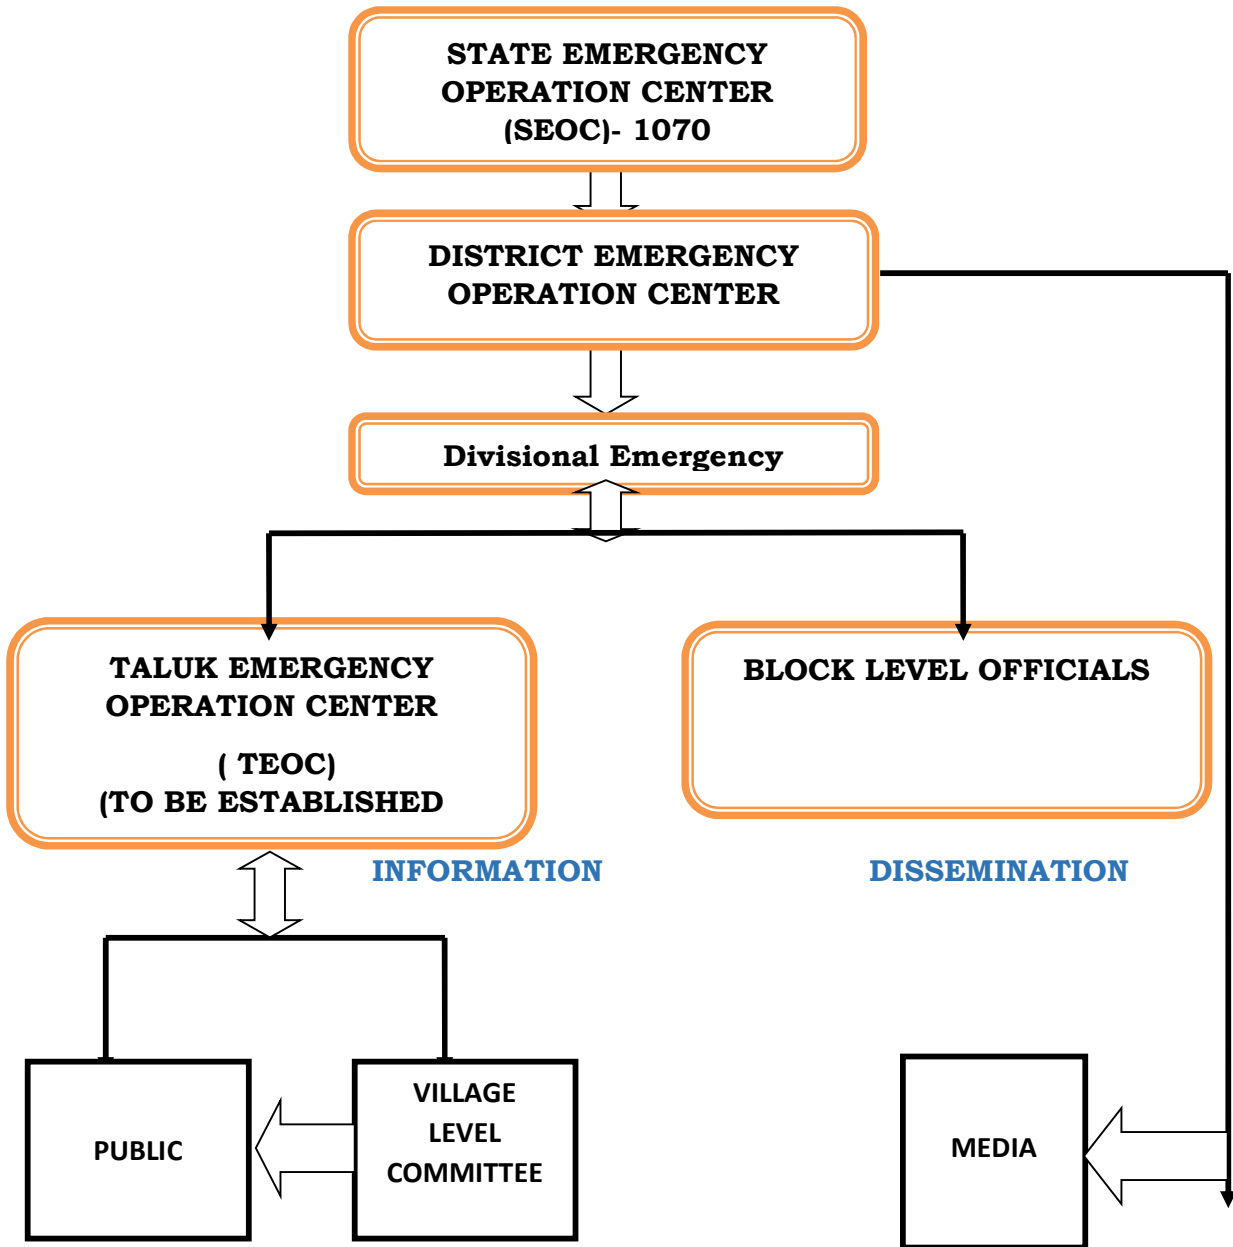 STATE EMERGENCY
OPERATION CENTER
(SEOC)- 1070
DISTRICT EMERGENCY
OPERATION CENTER
Divisional Emergency
TALUK EMERGENCY
OPERATION CENTER
( TEOC)
(TO BE ESTABLISHED
BLOCK LEVEL OFFICIALS
INFORMATION
DISSEMINATION
PUBLIC
VILLAGE
LEVEL
COMMITTEE
MEDIA